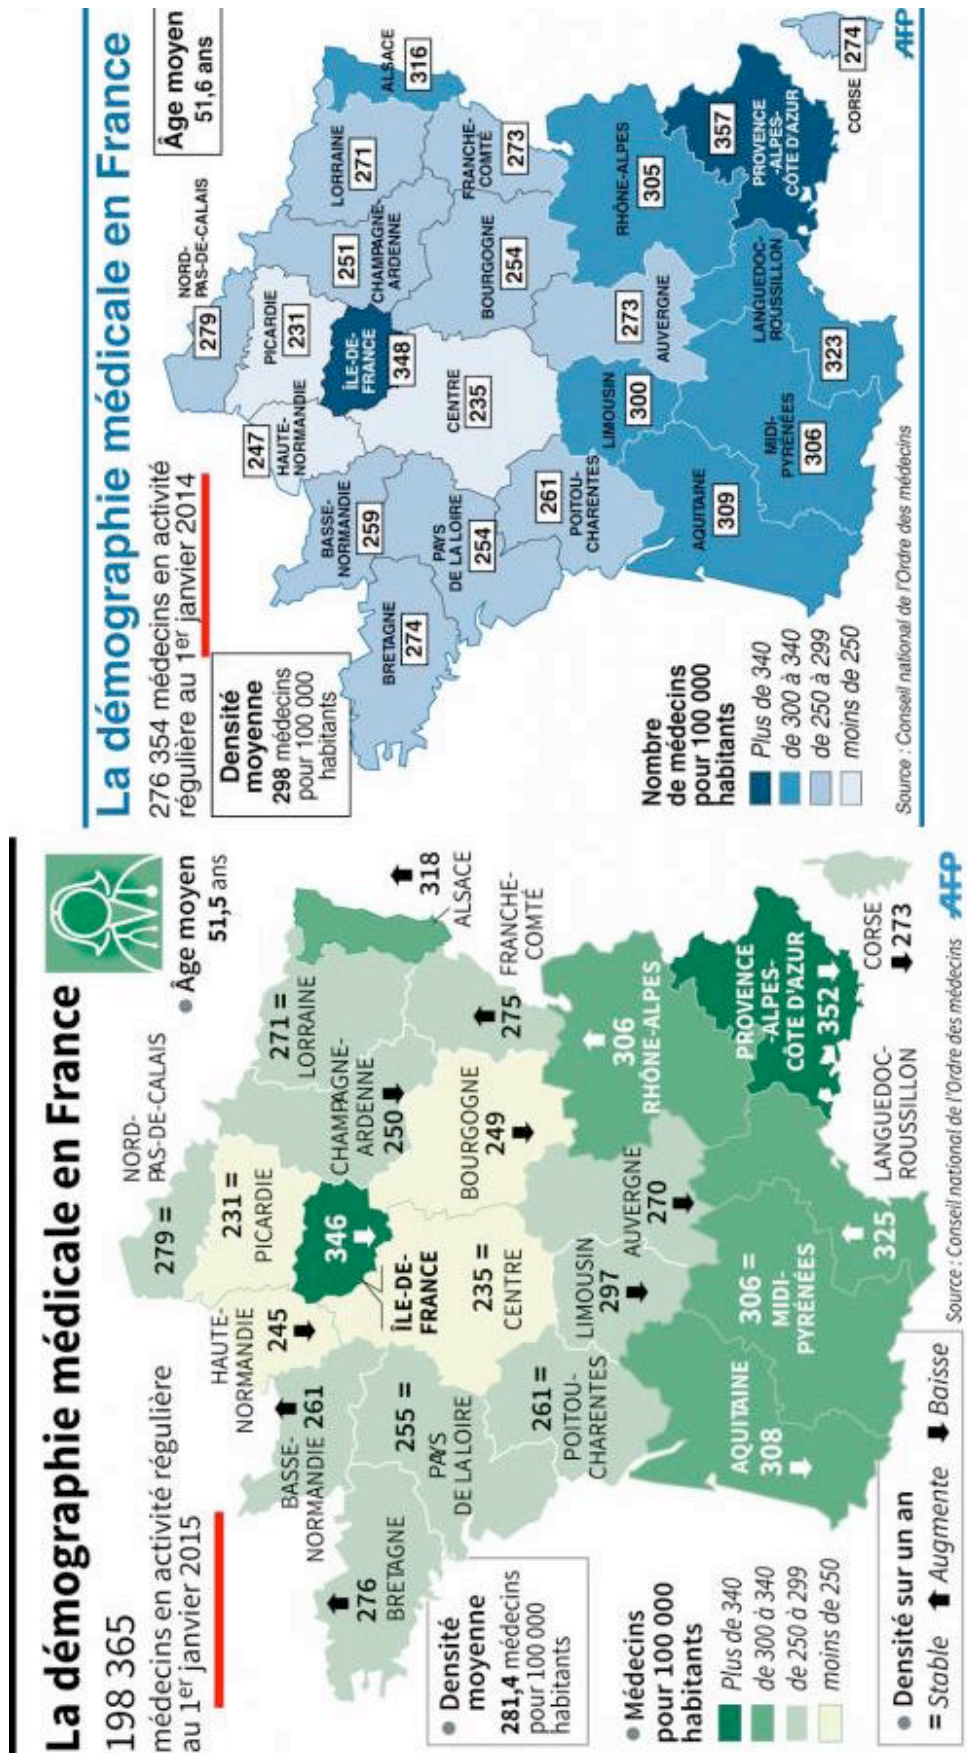 La démographie médicale en France
198 365
médecins en activité régulière
au 1er janvier 2015
Âge moyen
51,5 ans
NORD-
PAS-DE-CALAIS
279 =
231 =
PICARDIE
HAUTE-
NORMANDIE
245
BASSE-
NORMANDIE 261
346
ÎLE-DE-
FRANCE
CHAMPAGNE-
ARDENNE
250
271 =
LORRAINE
318
ALSACE
276
BRETAGNE
255 =
PAYS
DE LA LOIRE
235 =
CENTRE
BOURGOGNE
249
FRANCHE-
COMTÉ
275
261 =
POITOU-
CHARENTES
LIMOUSIN
297
AUVERGNE
270
306
RHÔNE-ALPES
AQUITAINE
308
306 =
MIDI-
PYRÉNÉES
325
LANGUEDOC-
ROUSSILLON
PROVENCE
-ALPES-
CÔTE D'AZUR
352
CORSE
273
Densité
moyenne
281,4 médecins
pour 100 000
habitants
Médecins
pour 100 000
habitants
Plus de 340
de 300 à 340
de 250 à 299
moins de 250
Densité sur un an
= Stable Augmente Baisse
Source : Conseil national de l'Ordre des médecins
AFP
La démographie médicale en France
276 354 médecins en activité
régulière au 1er janvier 2014
Âge moyen
51,6 ans
Densité
moyenne
298 médecins
pour 100 000
habitants
NORD-
PAS-DE-CALAIS
279
PICARDIE
231
247
HAUTE-
NORMANDIE
BASSE-
NORMANDIE
259
ÎLE-DE-
FRANCE
348
251
CHAMPAGNE-
ARDENNE
LORRAINE
271
ALSACE
316
BRETAGNE
274
PAYS
DE LA LOIRE
254
CENTRE
235
BOURGOGNE
254
FRANCHE-
COMTÉ
273
261
POITOU-
CHARENTES
LIMOUSIN
300
273
AUVERGNE
RHÔNE-ALPES
305
AQUITAINE
309
MIDI-
PYRÉNÉES
306
LANGUEDOC-
ROUSSILLON
323
357
PROVENCE
-ALPES-
CÔTE D'AZUR
CORSE
274
Nombre
de médecins
pour 100 000
habitants
Plus de 340
de 300 à 340
de 250 à 299
moins de 250
Source : Conseil national de l'Ordre des médecins
AFP